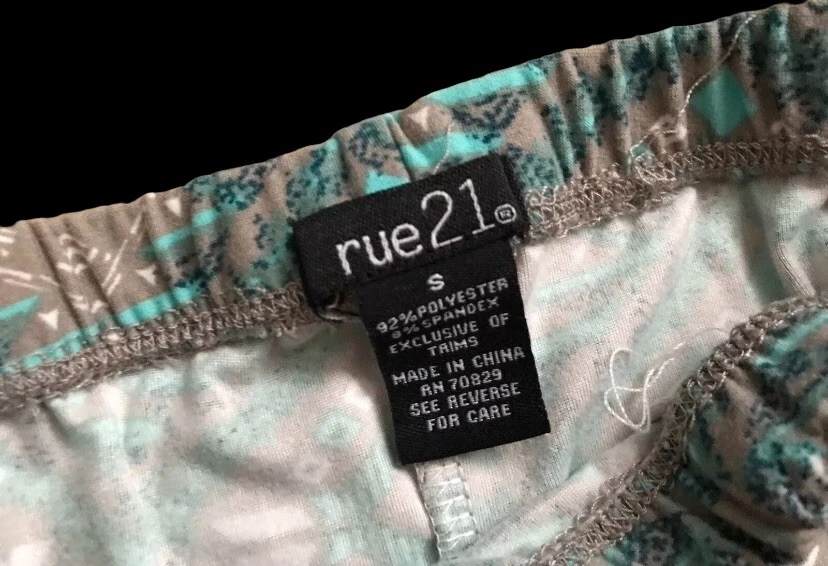 rue21
S
92% POLYESTER
8% SPANDEX
EXCLUSIVE OF
TRIMS
MADE IN CHINA
RN 70829
SEE REVERSE
FOR CARE